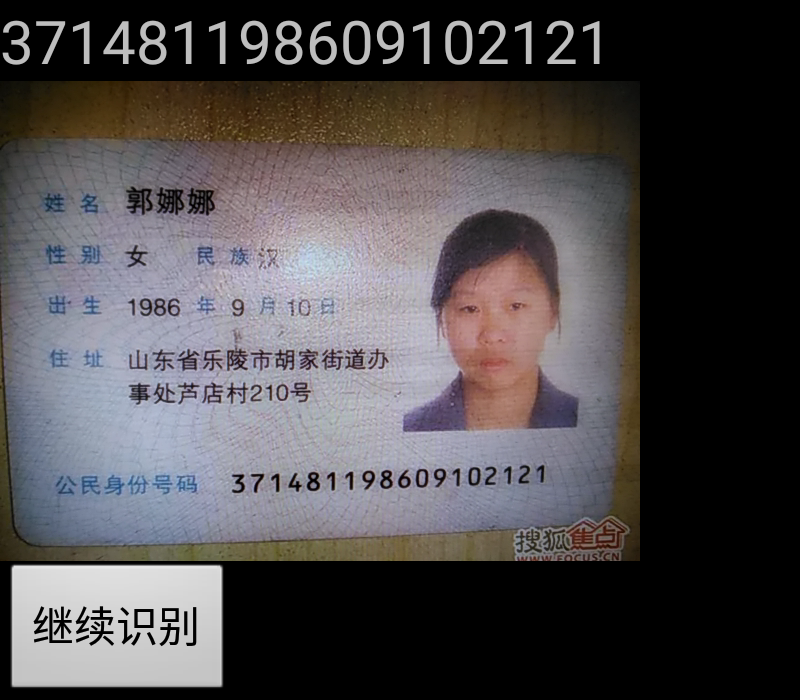 371481198609102121
姓名 郭娜娜
性别 女 民族 汉
出生 1986 年 9 月 10 日
住址 山东省乐陵市胡家街道办
事处芦店村210号
公民身份号码 371481198609102121
搜狐焦点
WWW.FOCUS.CN
继续识别